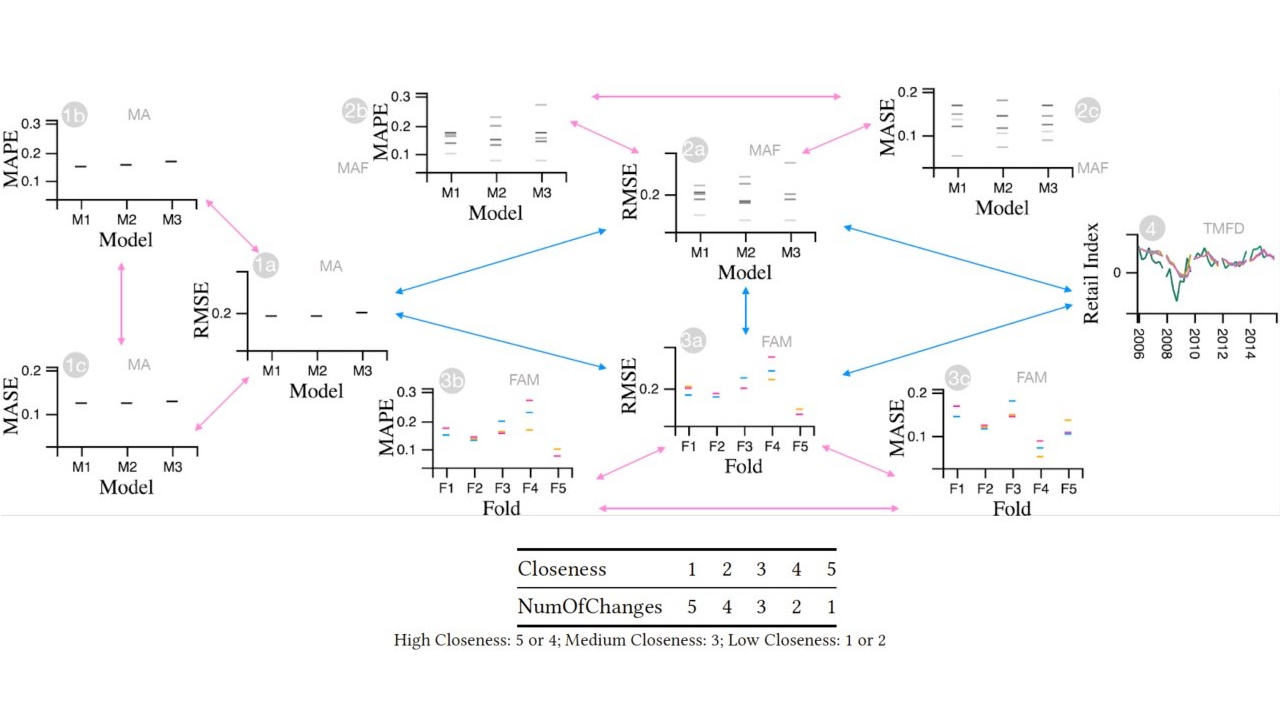 1b MA
MAPE
0.3
0.2
0.1
M1 M2 M3
Model
2b
MAPE
0.3
0.2
0.1
MAF
M1 M2 M3
Model
2a MAF
RMSE
0.2
M1 M2 M3
Model
2c
MASE
0.2
0.1
MAF
M1 M2 M3
Model
1a MA
RMSE
0.2
M1 M2 M3
Model
4 TMFD
Retail Index
0
2006 2008 2010 2012 2014
1c MA
MASE
0.2
0.1
M1 M2 M3
Model
3b FAM
MAPE
0.3
0.2
0.1
F1 F2 F3 F4 F5
Fold
3a FAM
RMSE
0.2
F1 F2 F3 F4 F5
Fold
3c FAM
MASE
0.2
0.1
F1 F2 F3 F4 F5
Fold
Closeness 1 2 3 4 5
NumOfChanges 5 4 3 2 1
High Closeness: 5 or 4; Medium Closeness: 3; Low Closeness: 1 or 2